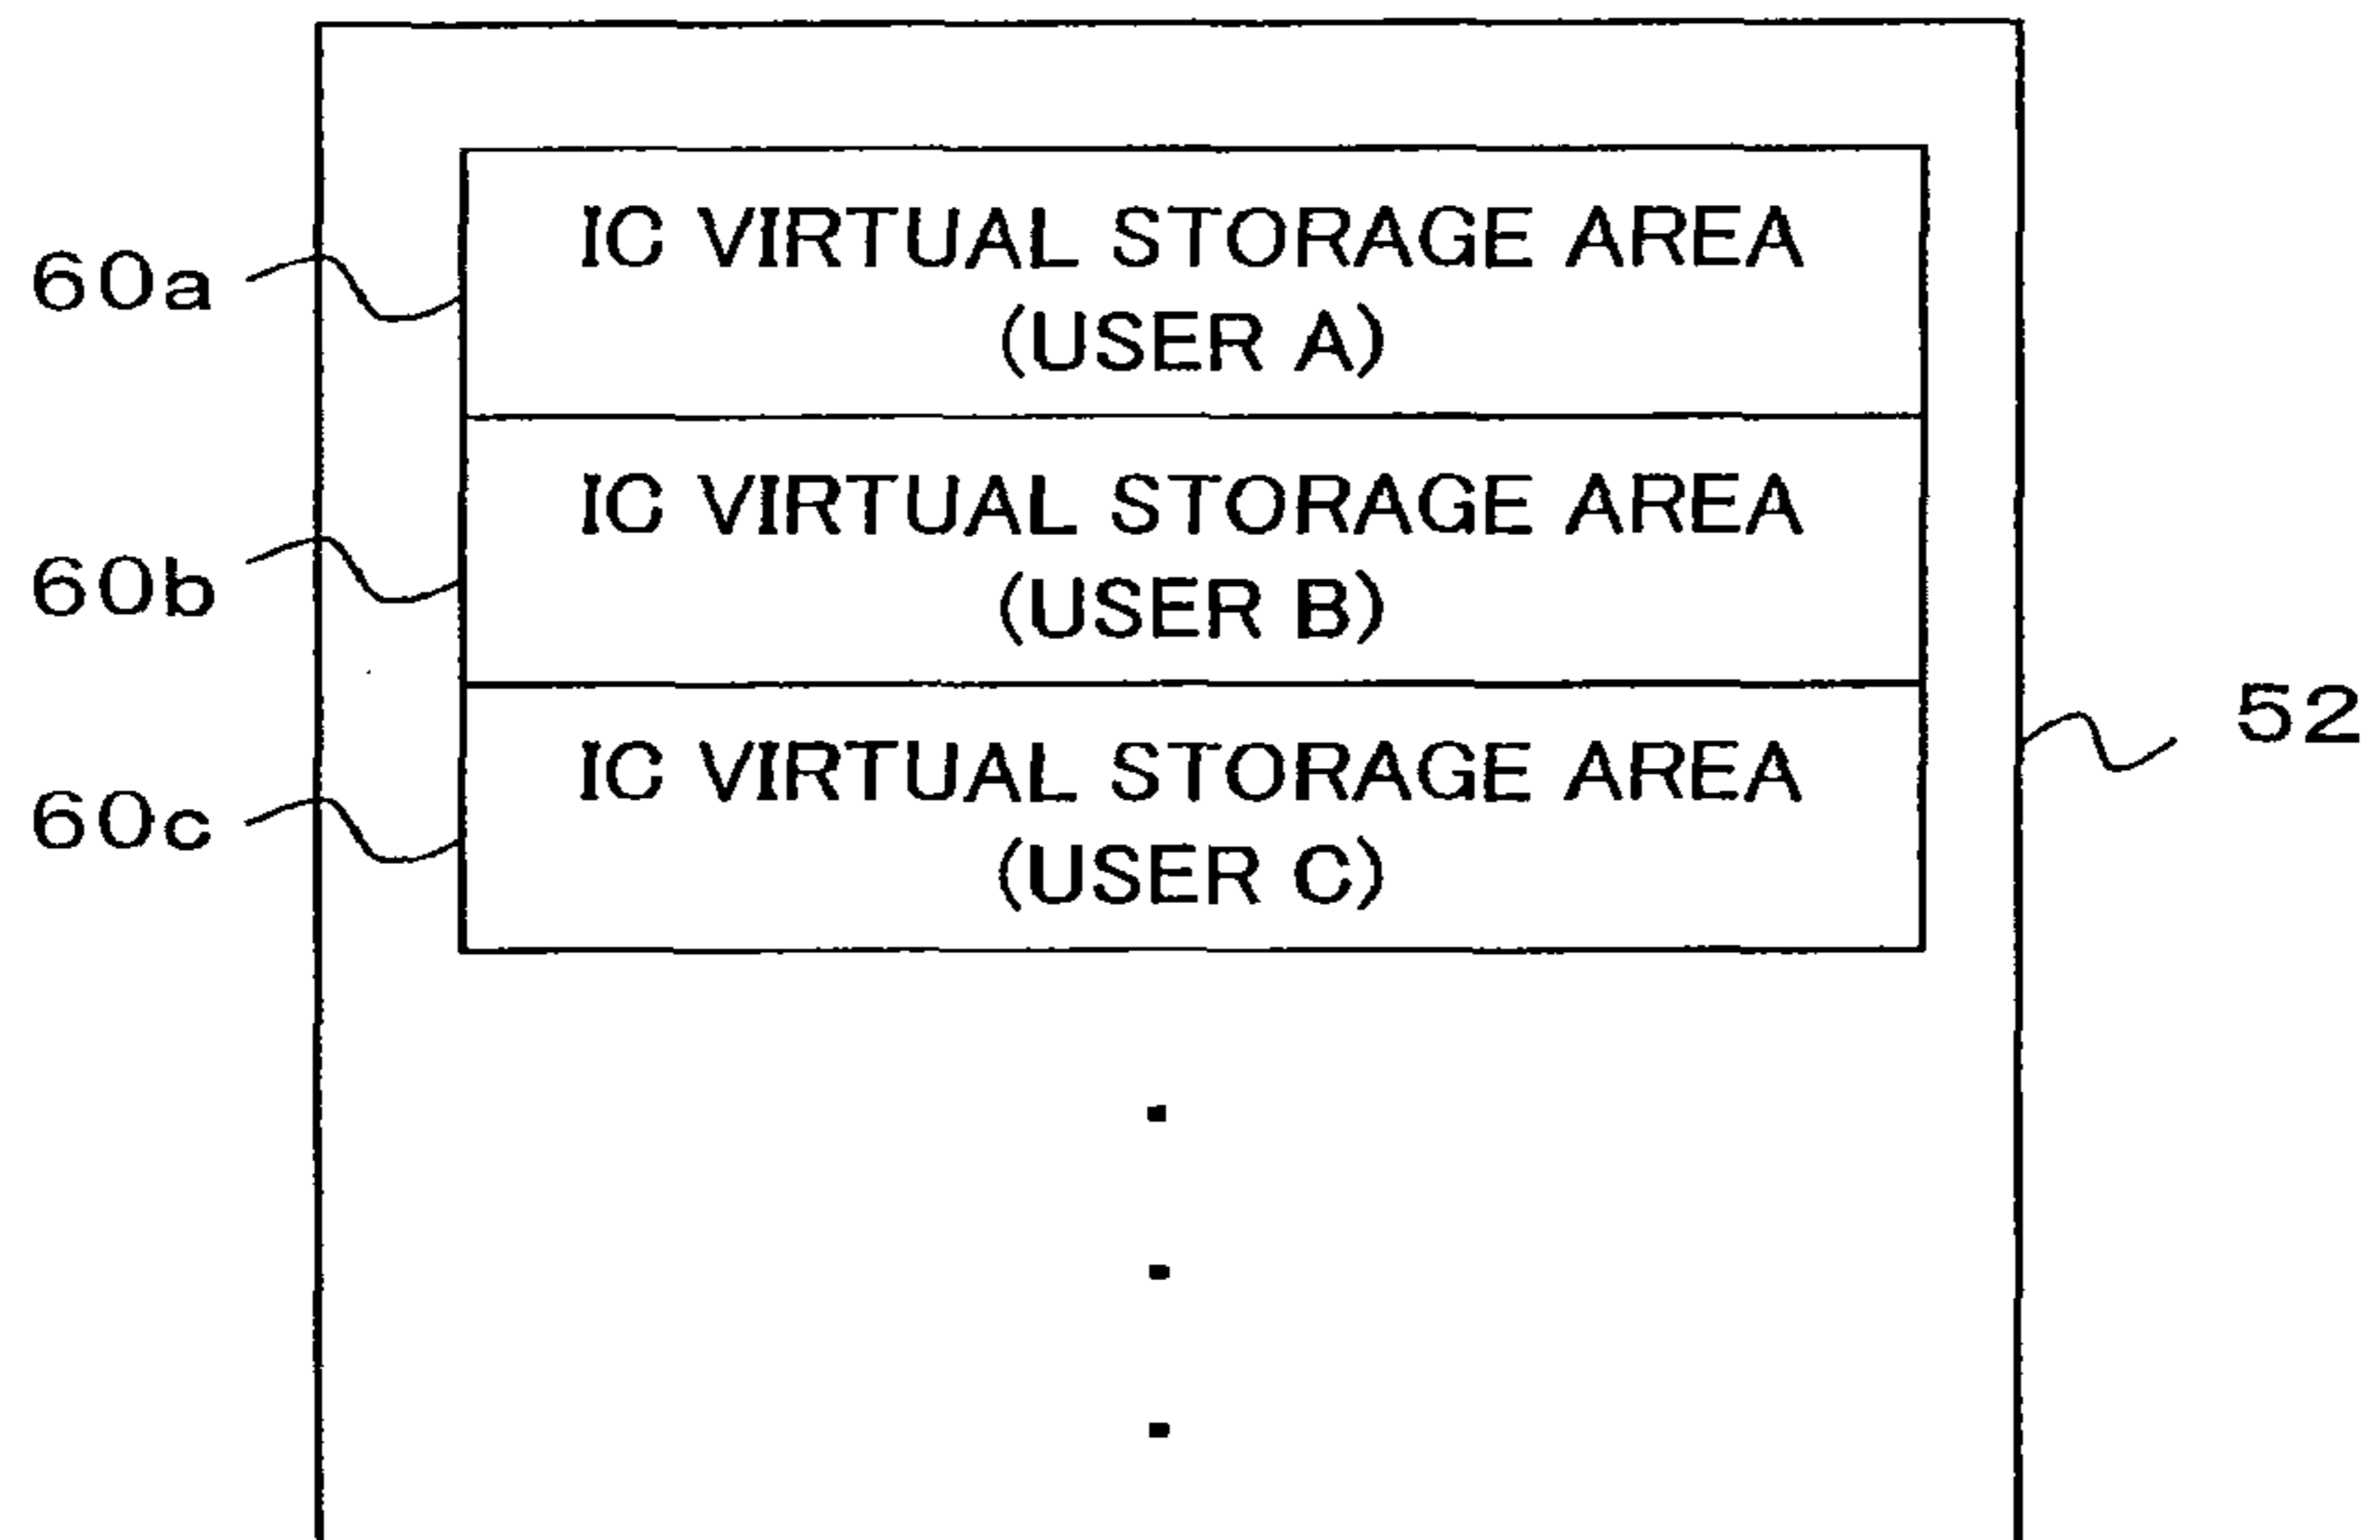 IC VIRTUAL STORAGE AREA
(USER A)
60a
IC VIRTUAL STORAGE AREA
(USER B)
60b
IC VIRTUAL STORAGE AREA
(USER C)
60c
52